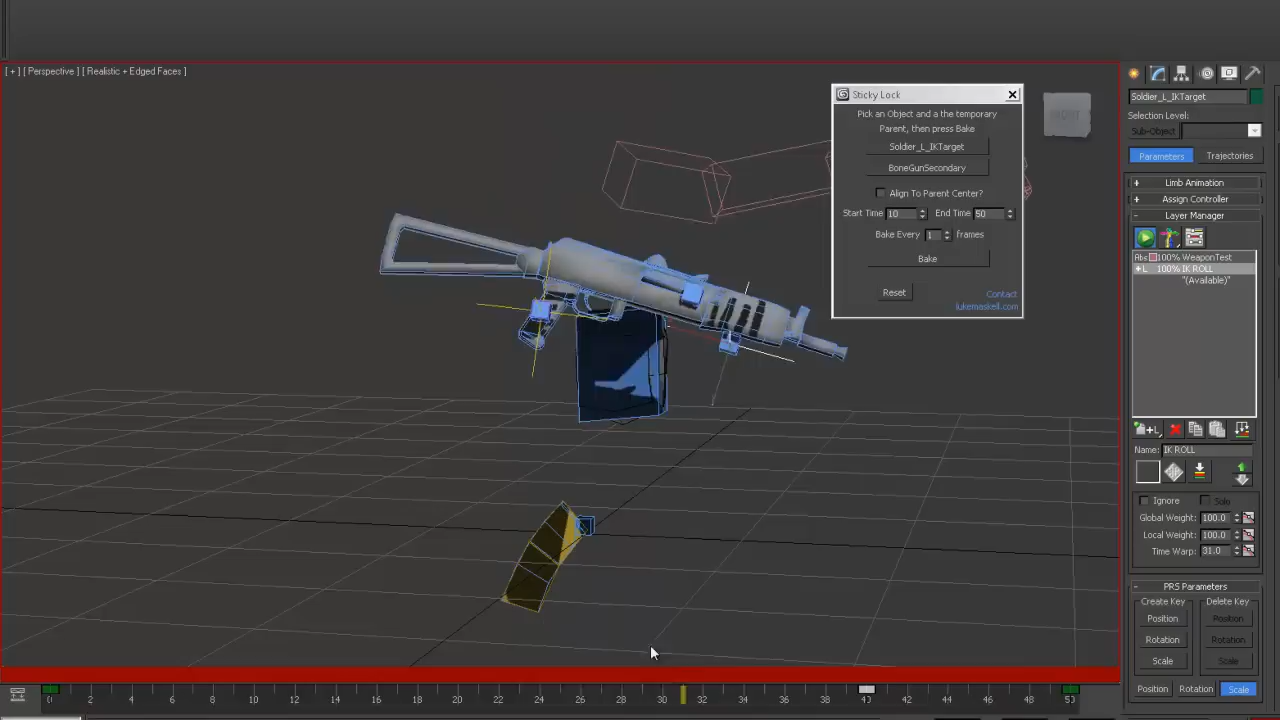 [ + ] [ Perspective ] [ Realistic + Edged Faces ]
Sticky Lock
Pick an Object and a the temporary
Parent, then press Bake
Soldier_L_IKTarget
BoneGunSecondary
Align To Parent Center?
Start Time 10 End Time 50
Bake Every 1 frames
Bake
Reset
Contact
lukemaskell.com
Soldier_L_IKTarget
Selection Level:
Sub-Object
Parameters Trajectories
+ Limb Animation
+ Assign Controller
- Layer Manager
Abs 100% WeaponTest
+L 100% IK ROLL
"(Available)"
+L
Name: IK ROLL
Ignore Solo
Global Weight: 100.0
Local Weight: 100.0
Time Warp: 31.0
- PRS Parameters
Create Key Delete Key
Position Position
Rotation Rotation
Scale Scale
Position Rotation Scale
0 2 4 6 8 10 12 14 16 18 20 22 24 26 28 30 32 34 36 38 40 42 44 46 48 50